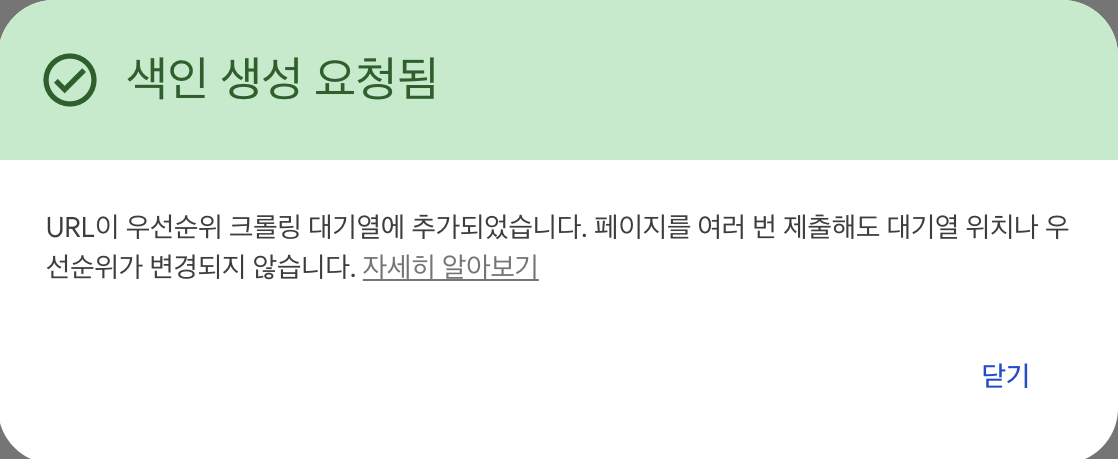 색인 생성 요청됨
URL이 우선순위 크롤링 대기열에 추가되었습니다. 페이지를 여러 번 제출해도 대기열 위치나 우
선순위가 변경되지 않습니다. 자세히 알아보기
닫기